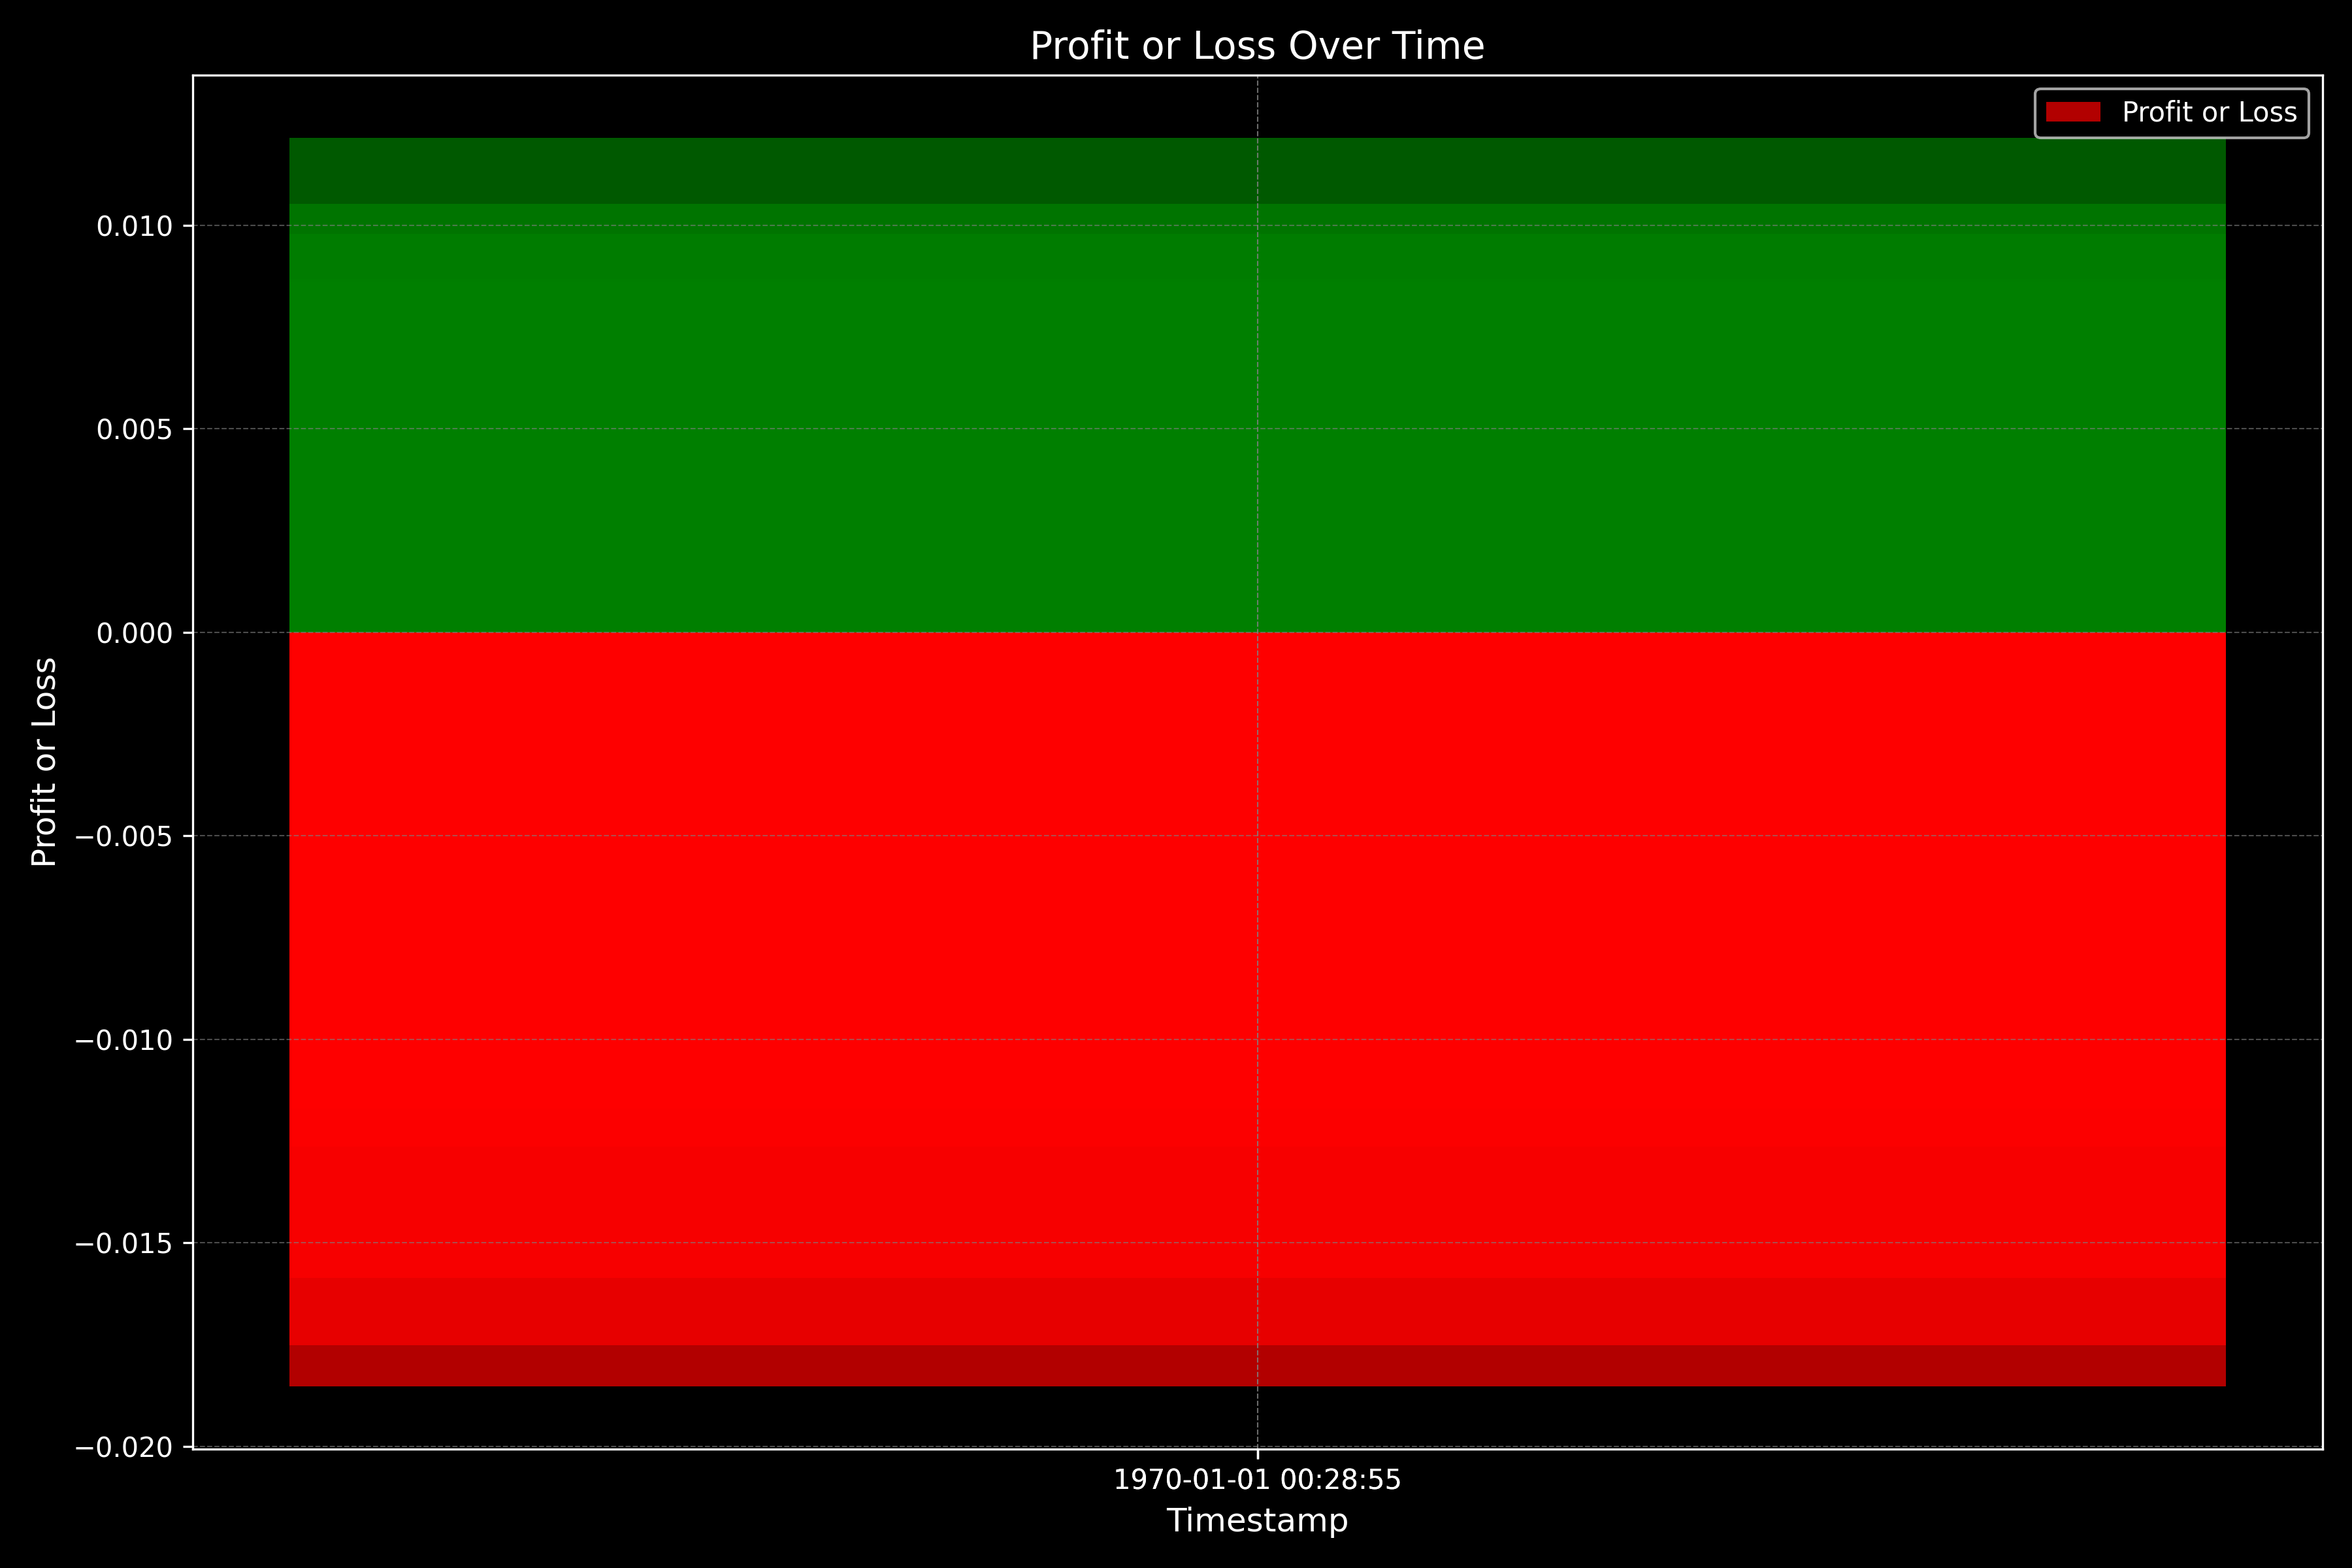 Profit or Loss Over Time
Profit or Loss
0.010
0.005
0.000
−0.005
−0.010
−0.015
−0.020
Profit or Loss
1970-01-01 00:28:55
Timestamp